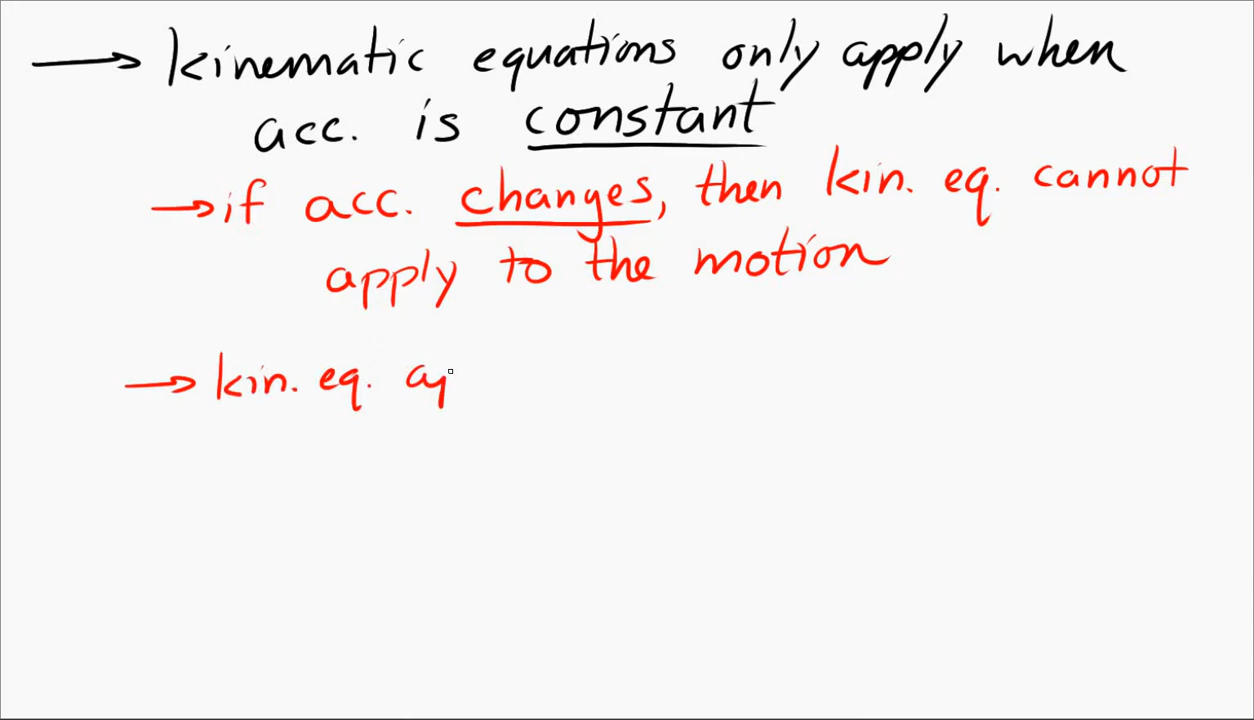 → kinematic equations only apply when
acc. is constant
→ if acc. changes, then kin. eq. cannot
apply to the motion
→ kin. eq. ap